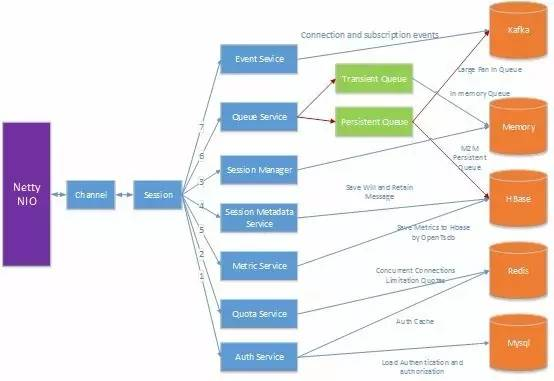 Connection and subscription events
Kafka
Event Sevice
Transient Queue
Large Fan In Queue
In memory Queue
Queue Service
Persistent Queue
Memory
7
6
3
4
5
2
1
M2M
Persistent
Queue
Session Manager
Netty
NIO
Channel
Session
Save Will and Retain
Message
HBase
Session Metadata
Service
Save Metrics to Hbase
by OpenTsdb
Metric Service
Concurrent Connections
Limitation Quotas
Redis
Quota Service
Auth Cache
Mysql
Auth Service
Load Authentication and
authorization